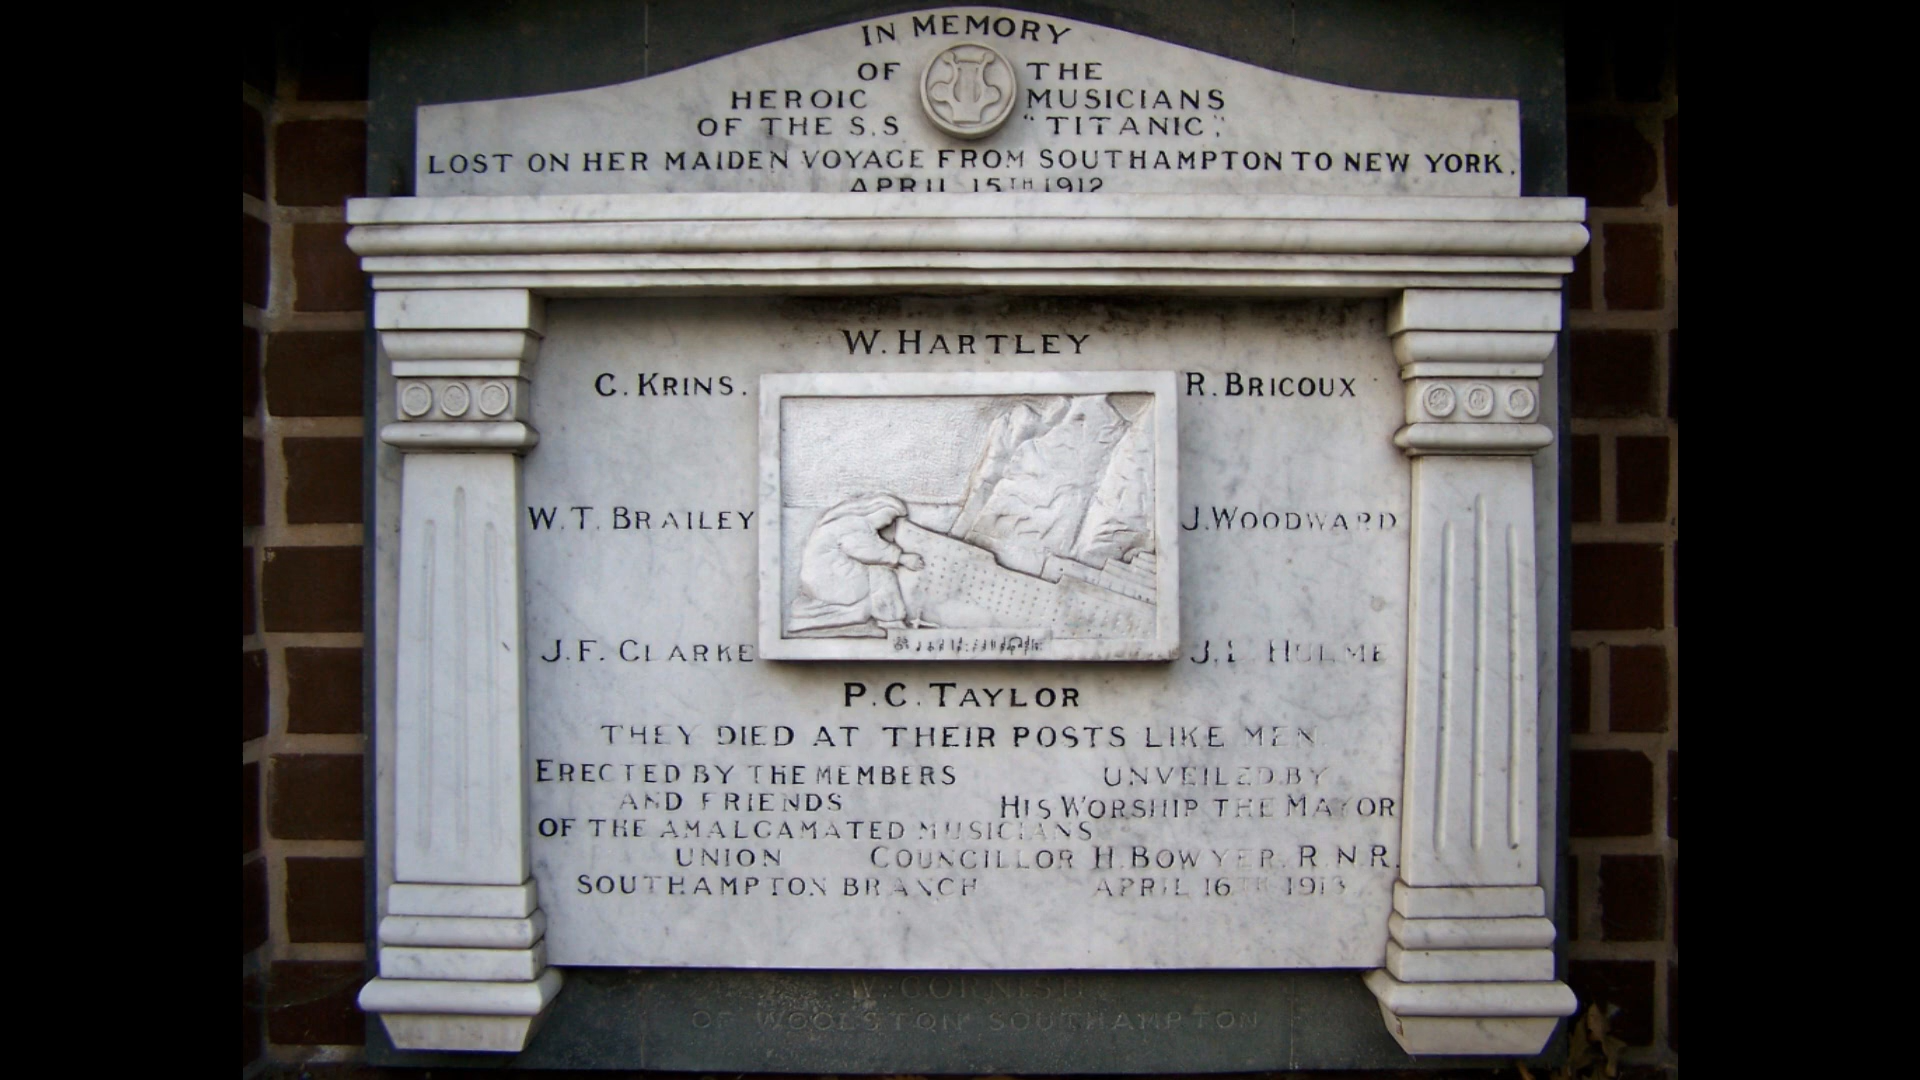 IN MEMORY
OF THE
HEROIC MUSICIANS
OF THE S.S "TITANIC",
LOST ON HER MAIDEN VOYAGE FROM SOUTHAMPTON TO NEW YORK.
APRIL 15TH 1912
W. HARTLEY
C. KRINS. R. BRICOUX
W. T. BRAILEY J. WOODWARD
J. F. CLARKE J. L HULME
P. C. TAYLOR
THEY DIED AT THEIR POSTS LIKE MEN.
ERECTED BY THE MEMBERS
AND FRIENDS
OF THE AMALGAMATED MUSICIANS
UNION
SOUTHAMPTON BRANCH
UNVEILED BY
HIS WORSHIP THE MAYOR
COUNCILLOR H. BOWYER. R.N.R.
APRIL 16TH 1913
W. CORNISH
OF WOOLSTON SOUTHAMPTON